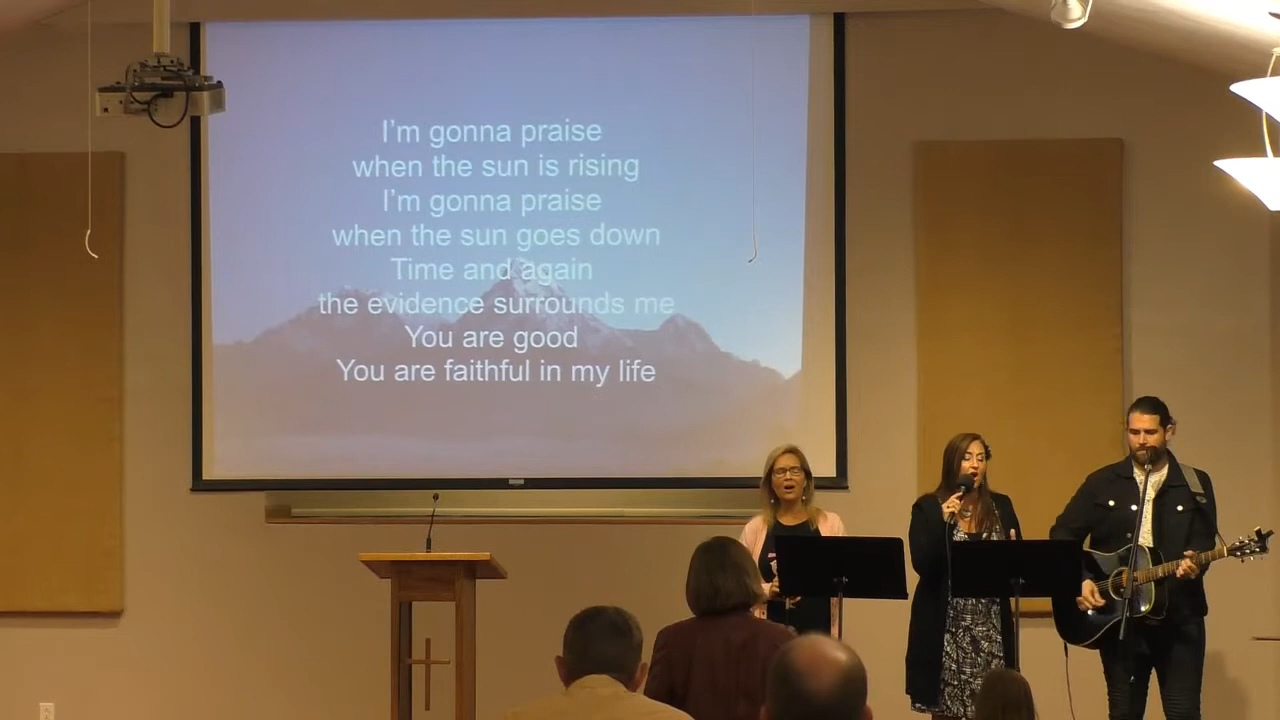 I'm gonna praise
when the sun is rising
I'm gonna praise
when the sun goes down
Time and again
the evidence surrounds me
You are good
You are faithful in my life